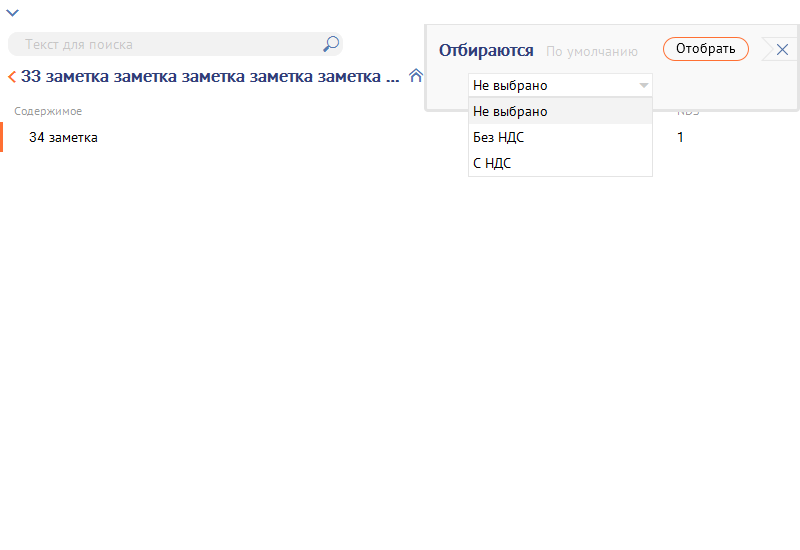 Текст для поиска
33 заметка заметка заметка заметка заметка ...
Содержимое
34 заметка
Отбираются По умолчанию Отобрать
Не выбрано
Не выбрано
Без НДС
С НДС
NDS
1